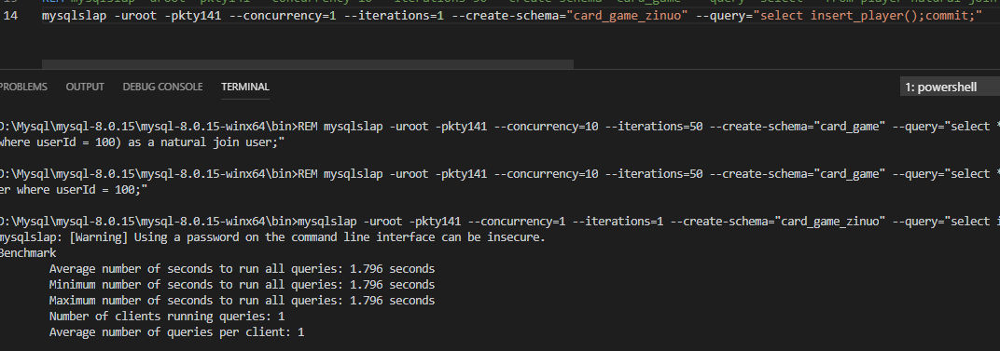 REM mysqlslap -uroot -pkty141 --concurrency=10 --iterations=50 --create-schema="card_game" --query="select * from player natural join
14 mysqlslap -uroot -pkty141 --concurrency=1 --iterations=1 --create-schema="card_game_zinuo" --query="select insert_player();commit;"
PROBLEMS OUTPUT DEBUG CONSOLE TERMINAL 1: powershell
D:\Mysql\mysql-8.0.15\mysql-8.0.15-winx64\bin>REM mysqlslap -uroot -pkty141 --concurrency=10 --iterations=50 --create-schema="card_game" --query="select *
where userId = 100) as a natural join user;"
D:\Mysql\mysql-8.0.15\mysql-8.0.15-winx64\bin>REM mysqlslap -uroot -pkty141 --concurrency=10 --iterations=50 --create-schema="card_game" --query="select *
er where userId = 100;"
D:\Mysql\mysql-8.0.15\mysql-8.0.15-winx64\bin>mysqlslap -uroot -pkty141 --concurrency=1 --iterations=1 --create-schema="card_game_zinuo" --query="select i
mysqlslap: [Warning] Using a password on the command line interface can be insecure.
Benchmark
Average number of seconds to run all queries: 1.796 seconds
Minimum number of seconds to run all queries: 1.796 seconds
Maximum number of seconds to run all queries: 1.796 seconds
Number of clients running queries: 1
Average number of queries per client: 1